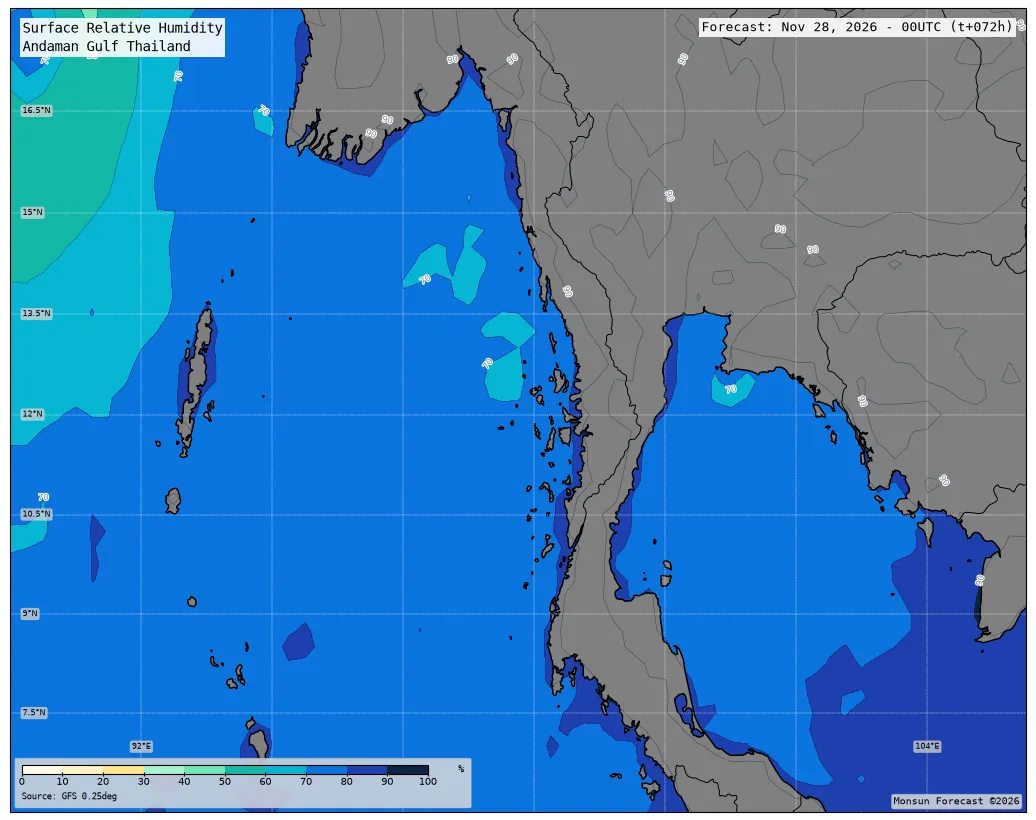 Surface Relative Humidity
Andaman Gulf Thailand
Forecast: Nov 28, 2026 - 00UTC (t+072h)
70
90
90
90
70
16.5°N
70
90
90
90
15°N
90
90
70
90
13.5°N
70
70
12°N
90
90
70
10.5°N
90
9°N
7.5°N
92°E
104°E
0 10 20 30 40 50 60 70 80 90 100 %
Source: GFS 0.25deg
Monsun Forecast ©2026